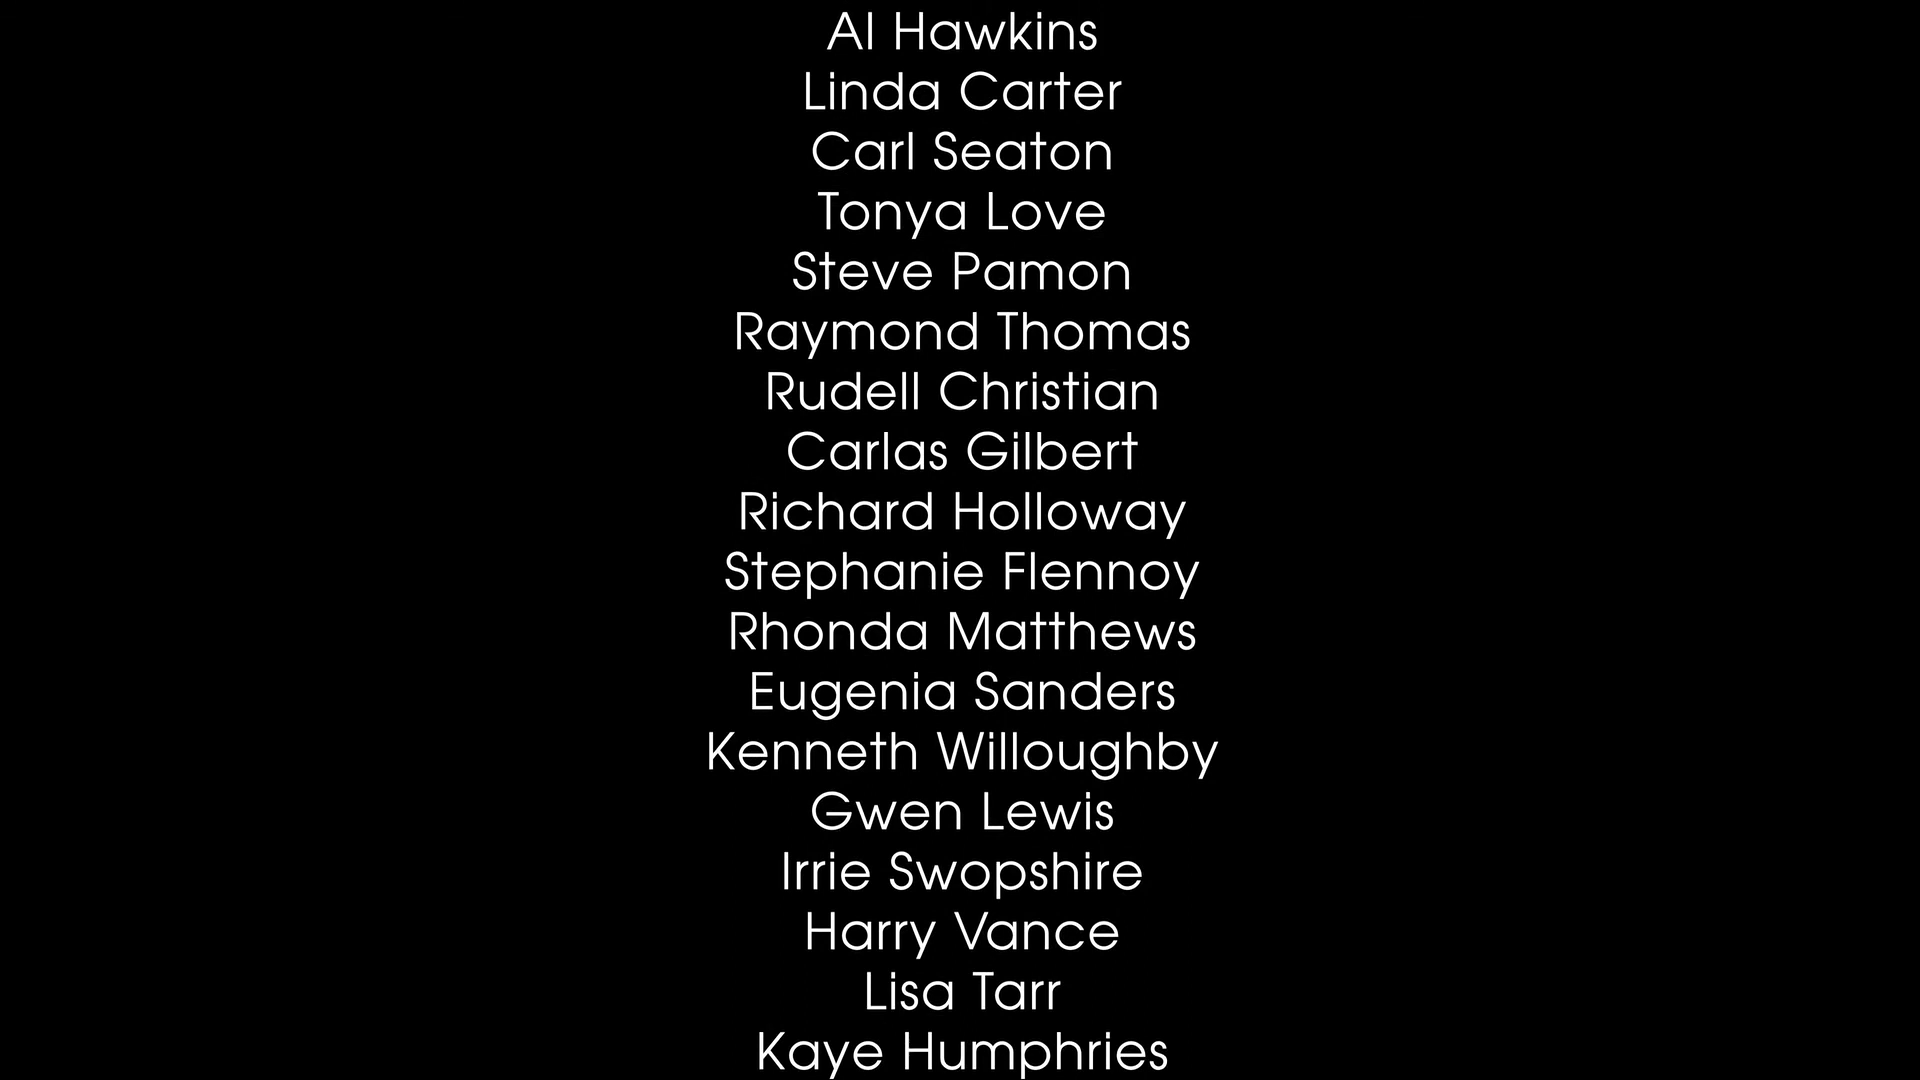 Al Hawkins
Linda Carter
Carl Seaton
Tonya Love
Steve Pamon
Raymond Thomas
Rudell Christian
Carlas Gilbert
Richard Holloway
Stephanie Flennoy
Rhonda Matthews
Eugenia Sanders
Kenneth Willoughby
Gwen Lewis
Irrie Swopshire
Harry Vance
Lisa Tarr
Kaye Humphries